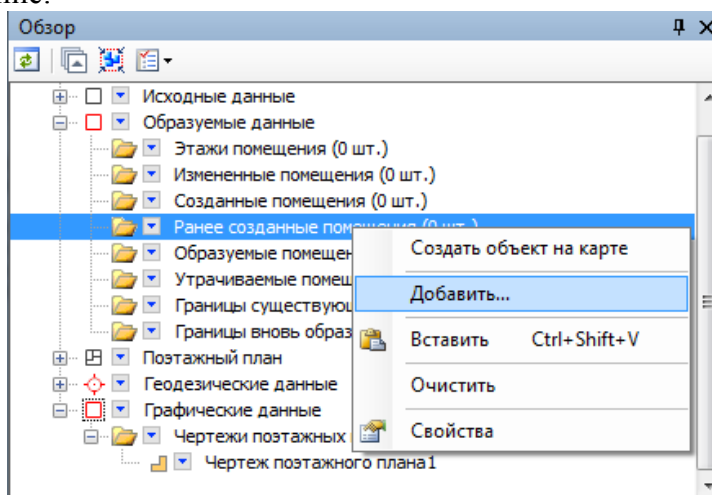 Обзор
Исходные данные
Образуемые данные
Этажи помещения (0 шт.)
Измененные помещения (0 шт.)
Созданные помещения (0 шт.)
Ранее созданные помещения (0 шт.)
Создать объект на карте
Образуемые помещен
Добавить...
Утрачиваемые помещ
Границы существующ
Вставить Ctrl+Shift+V
Границы вновь образ
Поэтажный план
Очистить
Геодезические данные
Графические данные
Свойства
Чертежи поэтажных
Чертеж поэтажного плана1